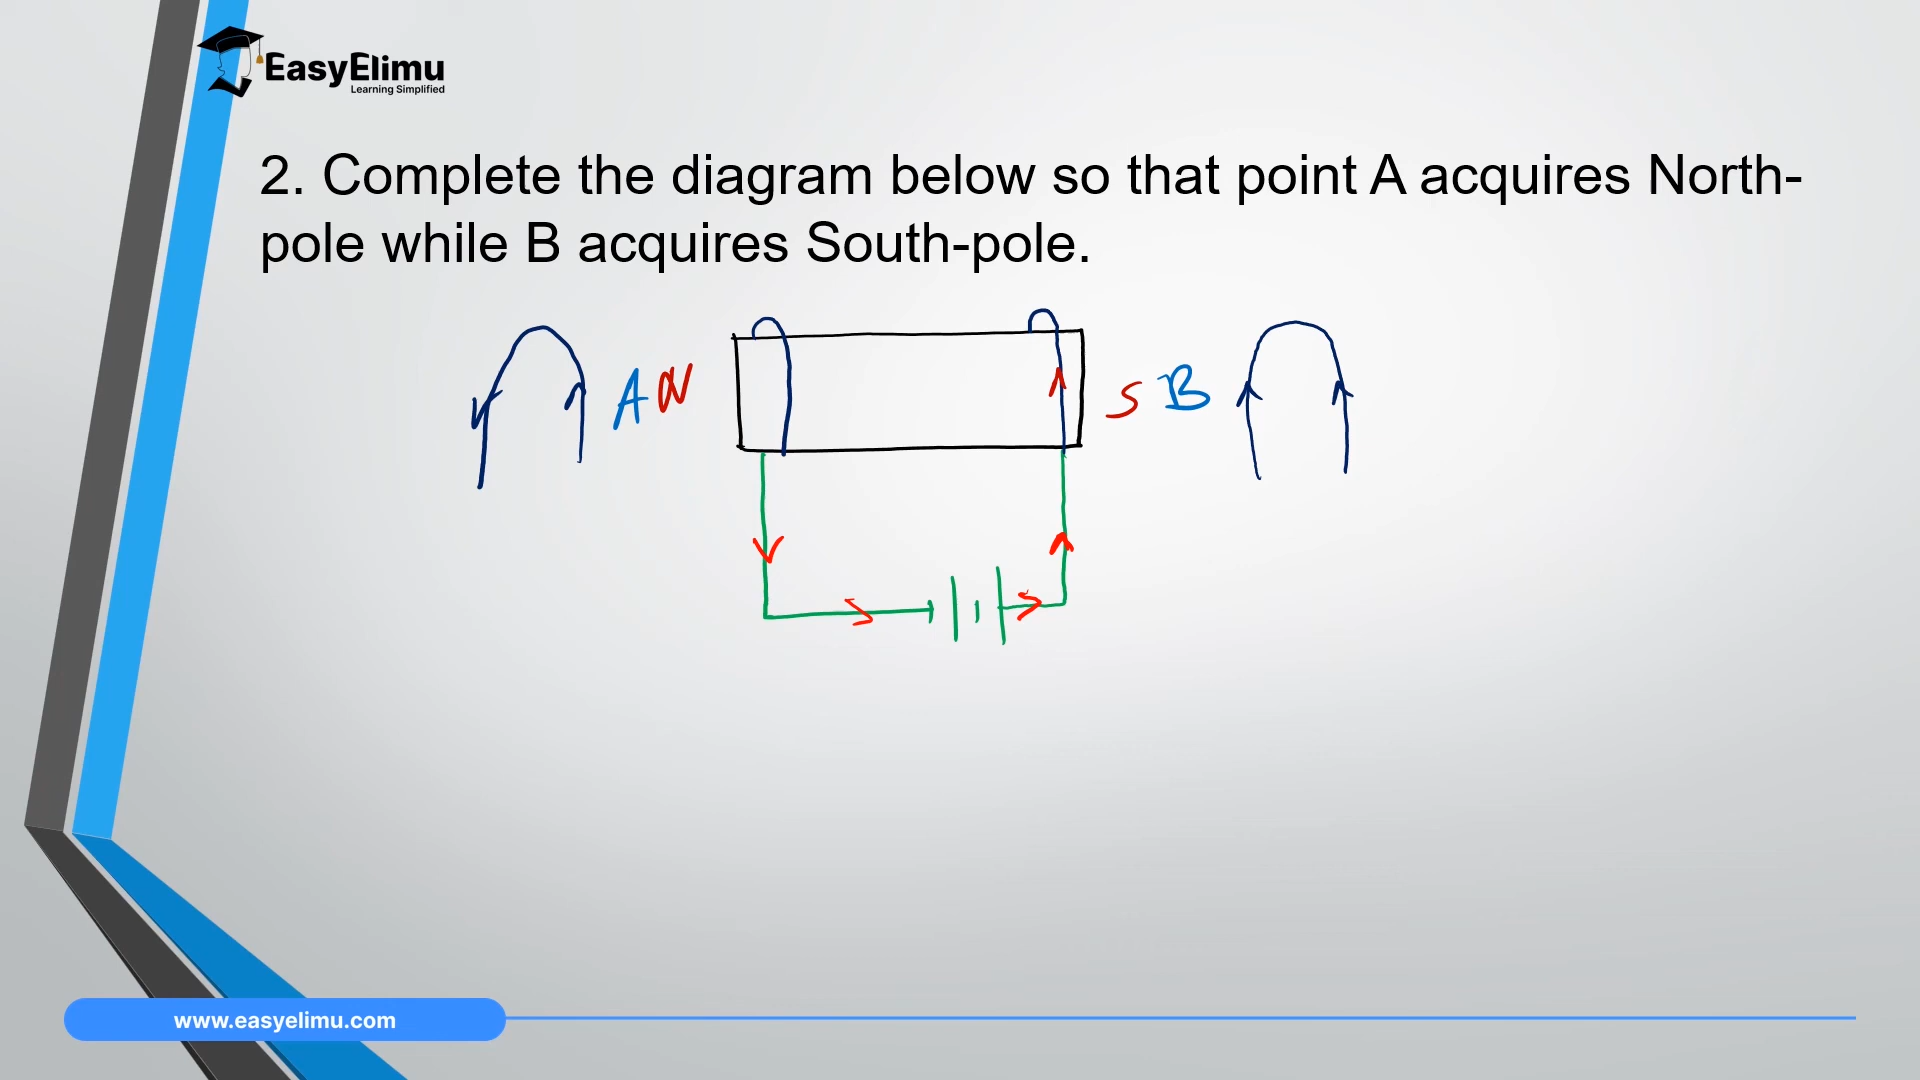 EasyElimu
Learning Simplified
2. Complete the diagram below so that point A acquires North-
pole while B acquires South-pole.
A N S B
www.easyelimu.com